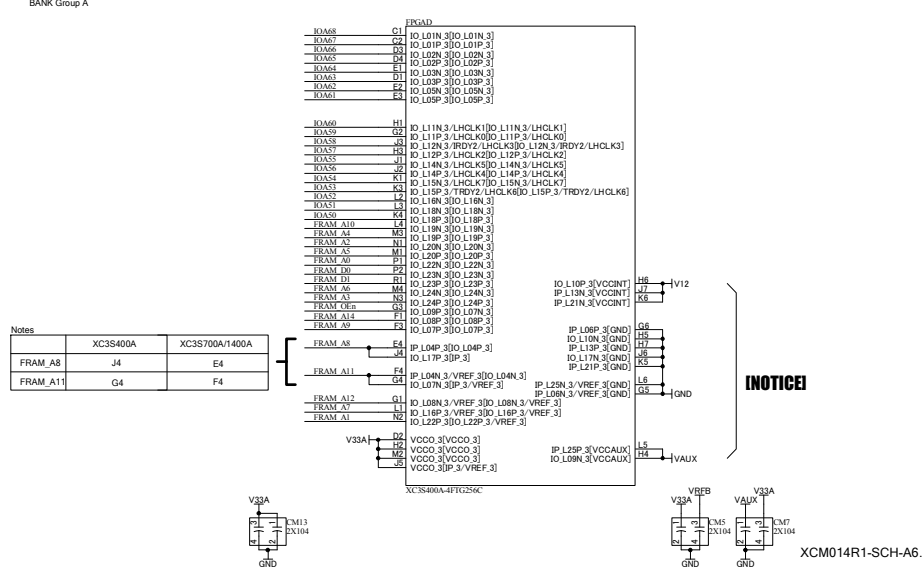 BANK Group A
FPGAD
IOA68 C1 IO_L01N_3[IO_L01N_3]
IOA67 C2 IO_L01P_3[IO_L01P_3]
IOA66 D3 IO_L02N_3[IO_L02N_3]
IOA65 D4 IO_L02P_3[IO_L02P_3]
IOA64 E1 IO_L03N_3[IO_L03N_3]
IOA63 D1 IO_L03P_3[IO_L03P_3]
IOA62 E2 IO_L05N_3[IO_L05N_3]
IOA61 E3 IO_L05P_3[IO_L05P_3]
IOA60 H1 IO_L11N_3/LHCLK1[IO_L11N_3/LHCLK1]
IOA59 G2 IO_L11P_3/LHCLK0[IO_L11P_3/LHCLK0]
IOA58 J3 IO_L12N_3/IRDY2/LHCLK3[IO_L12N_3/IRDY2/LHCLK3]
IOA57 H3 IO_L12P_3/LHCLK2[IO_L12P_3/LHCLK2]
IOA55 J1 IO_L14N_3/LHCLK5[IO_L14N_3/LHCLK5]
IOA56 J2 IO_L14P_3/LHCLK4[IO_L14P_3/LHCLK4]
IOA54 K1 IO_L15N_3/LHCLK7[IO_L15N_3/LHCLK7]
IOA53 K3 IO_L15P_3/TRDY2/LHCLK6[IO_L15P_3/TRDY2/LHCLK6]
IOA52 L2 IO_L16N_3[IO_L16N_3]
IOA51 L3 IO_L18N_3[IO_L18N_3]
IOA50 K4 IO_L18P_3[IO_L18P_3]
FRAM_A10 L4 IO_L19N_3[IO_L19N_3]
FRAM_A4 M3 IO_L19P_3[IO_L19P_3]
FRAM_A2 N1 IO_L20N_3[IO_L20N_3]
FRAM_A5 M1 IO_L20P_3[IO_L20P_3]
FRAM_A0 P1 IO_L22N_3[IO_L22N_3]
FRAM_D0 P2 IO_L23N_3[IO_L23N_3]
FRAM_D1 R1 IO_L23P_3[IO_L23P_3]
FRAM_A6 M4 IO_L24N_3[IO_L24N_3]
FRAM_A3 N3 IO_L24P_3[IO_L24P_3]
FRAM_OEn G3 IO_L09P_3[IO_L07N_3]
FRAM_A14 F1 IO_L08P_3[IO_L08P_3]
FRAM_A9 F3 IO_L07P_3[IO_L07P_3]
FRAM_A8 E4 IP_L04P_3[IO_L04P_3]
J4 IO_L17P_3[IP_3]
FRAM_A11 F4 IP_L04N_3/VREF_3[IO_L04N_3]
G4 IO_L07N_3[IP_3/VREF_3]
FRAM_A12 G1 IO_L08N_3/VREF_3[IO_L08N_3/VREF_3]
FRAM_A7 L1 IO_L16P_3/VREF_3[IO_L16P_3/VREF_3]
FRAM_A1 N2 IO_L22P_3[IO_L22P_3]
V33A D2 VCCO_3[VCCO_3]
H2 VCCO_3[VCCO_3]
M2 VCCO_3[VCCO_3]
J5 VCCO_3[IP_3/VREF_3]
XC3S400A-4FTG256C
IO_L10P_3[VCCINT] H6 V12
IP_L13N_3[VCCINT] J7
IP_L21N_3[VCCINT] K6
IP_L06P_3[GND] G6
IO_L10N_3[GND] H5
IP_L13P_3[GND] H7
IO_L17N_3[GND] J6
IP_L21P_3[GND] K5
IP_L25N_3/VREF_3[GND] L6
IP_L06N_3/VREF_3[GND] G5 GND
IP_L25P_3[VCCAUX] L5
IO_L09N_3[VCCAUX] H4 VAUX
[NOTICE]
Notes
XC3S400A XC3S700A/1400A
FRAM_A8 J4 E4
FRAM_A11 G4 F4
V33A
3 1
CM13
2X104
4 2
GND
V33A VRFB
1 3
CM5
2X104
2 4
GND
VAUX V33A
1 3
CM7
2X104
2 4
GND
XCM014R1-SCH-A6.